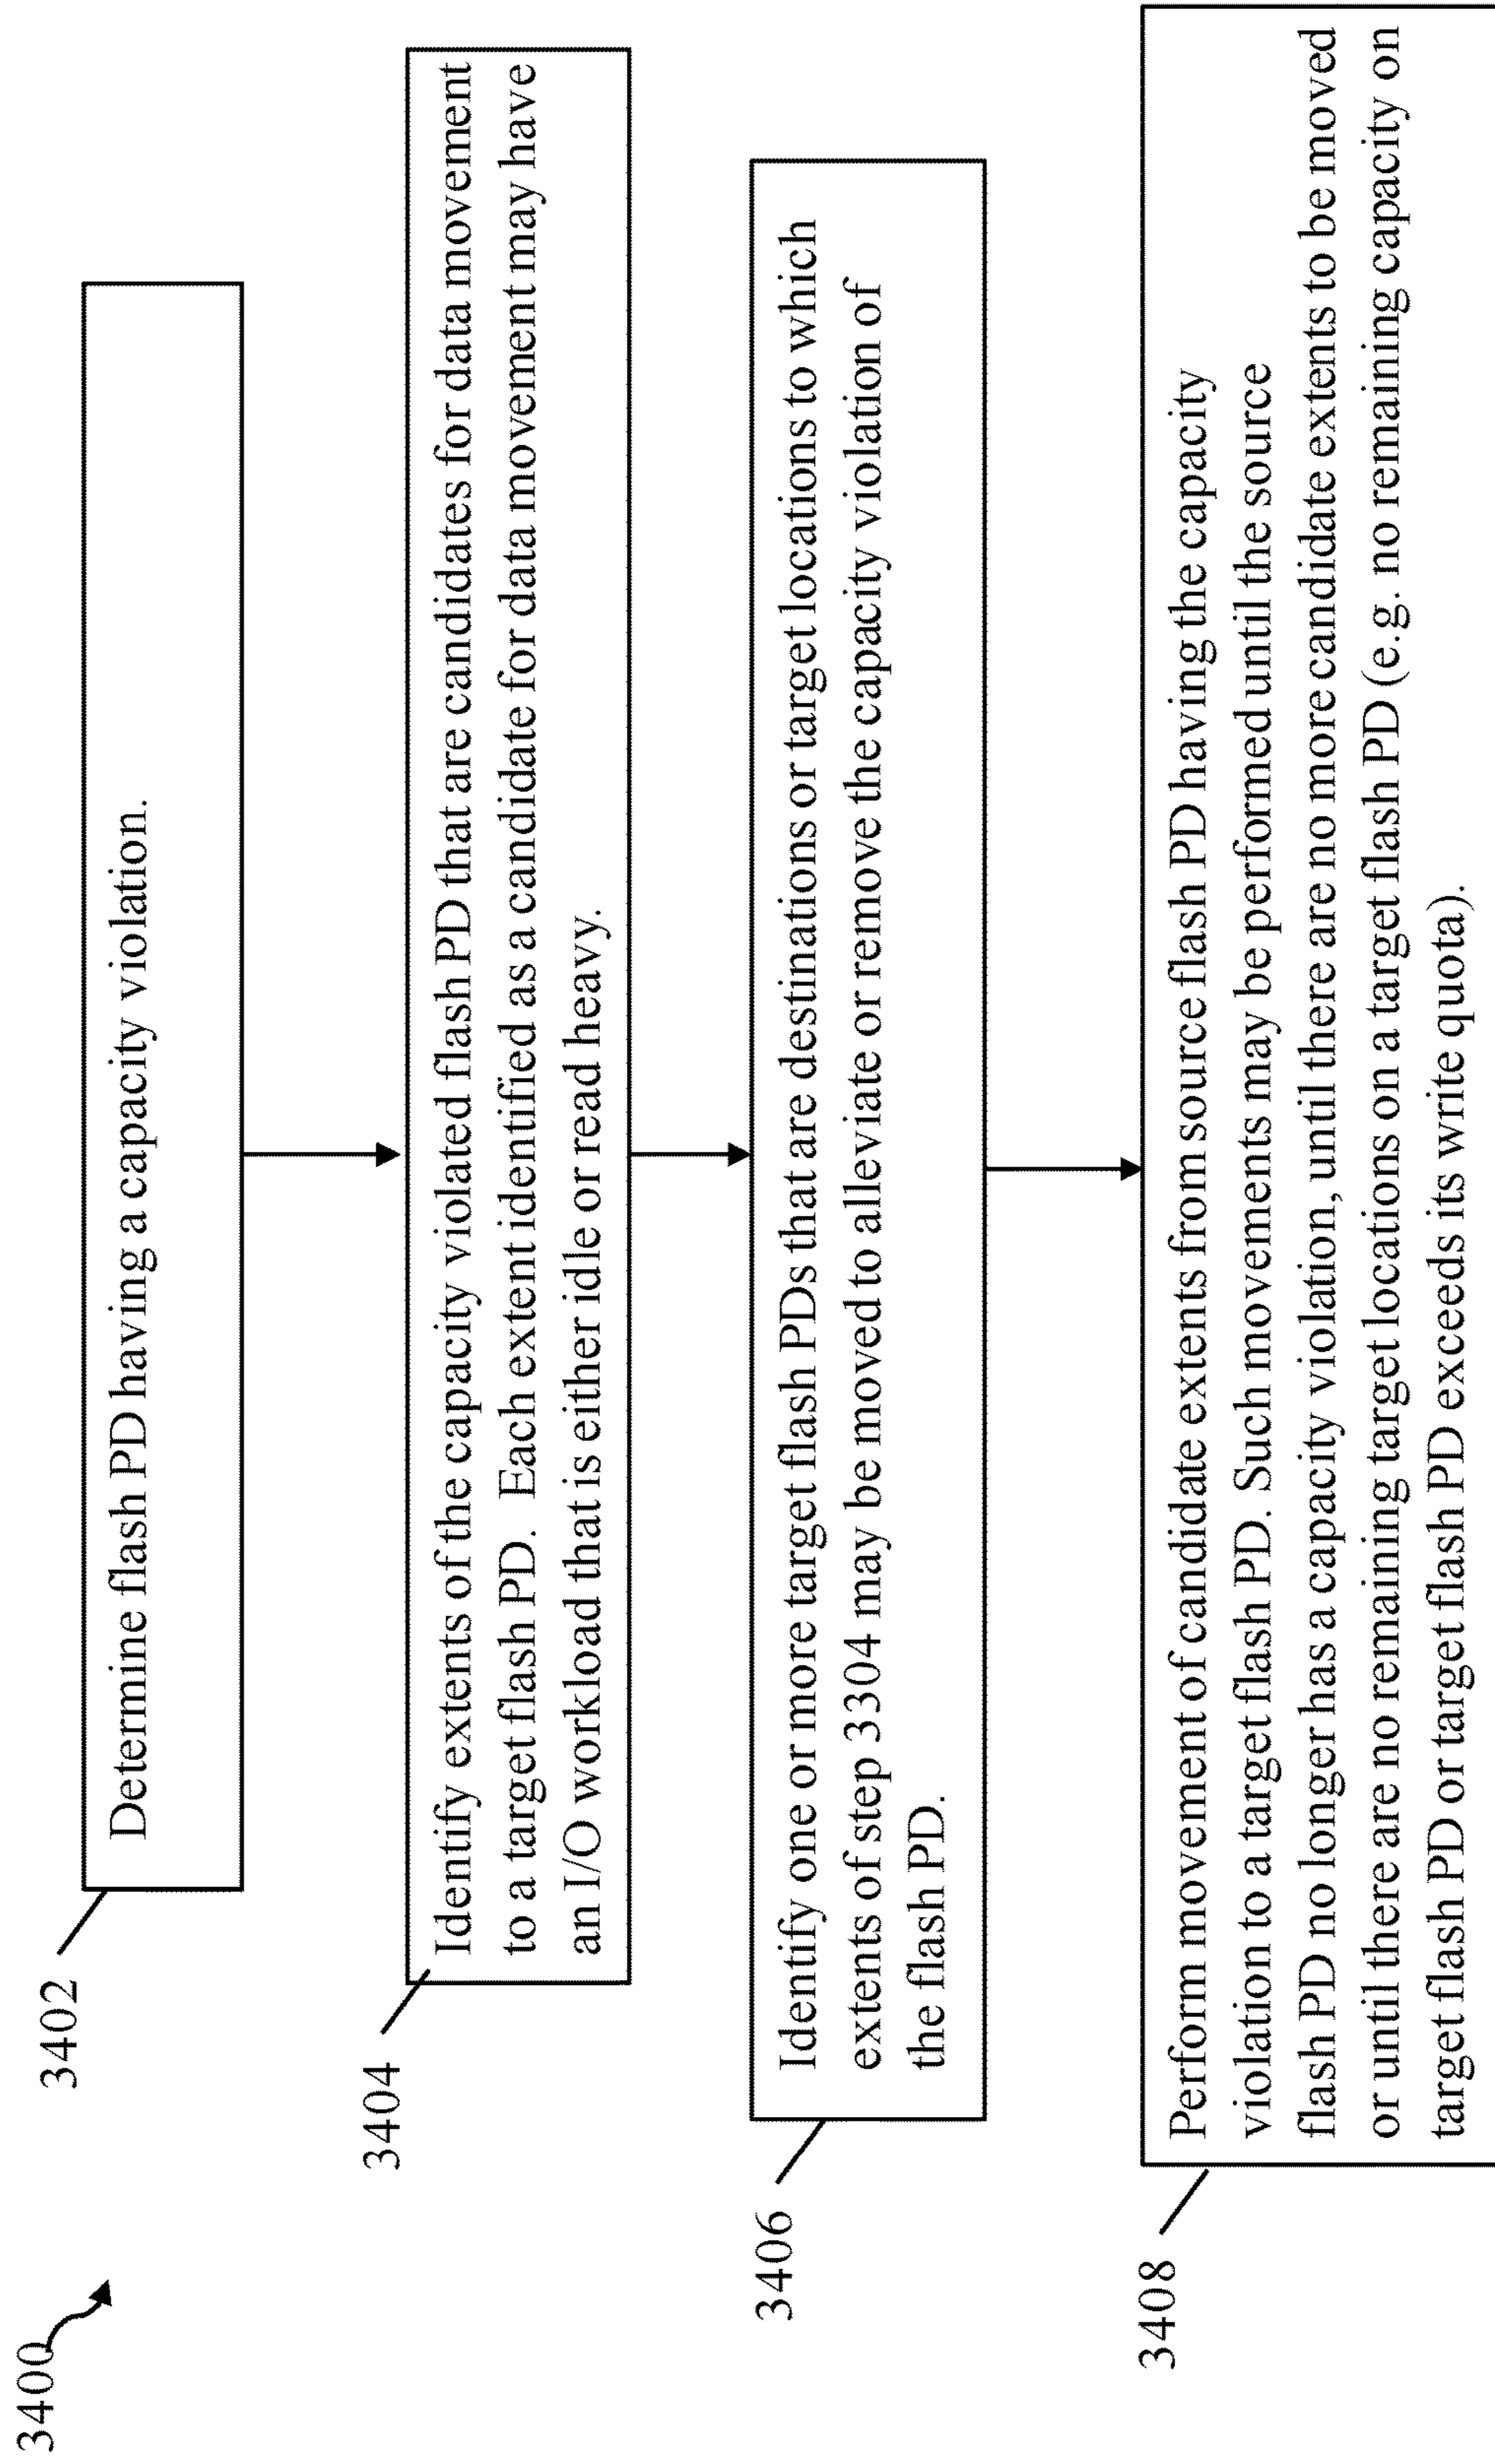 3400
3402
Determine flash PD having a capacity violation.
3404
Identify extents of the capacity violated flash PD that are candidates for data movement
to a target flash PD. Each extent identified as a candidate for data movement may have
an I/O workload that is either idle or read heavy.
3406
Identify one or more target flash PDs that are destinations or target locations to which
extents of step 3304 may be moved to alleviate or remove the capacity violation of
the flash PD.
3408
Perform movement of candidate extents from source flash PD having the capacity
violation to a target flash PD. Such movements may be performed until the source
flash PD no longer has a capacity violation, until there are no more candidate extents to be moved
or until there are no remaining target locations on a target flash PD (e.g. no remaining capacity on
target flash PD or target flash PD exceeds its write quota).